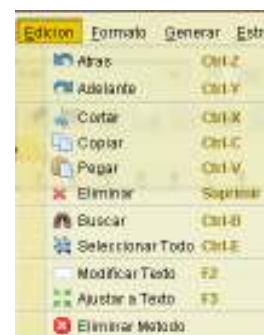 Edicion Formato Generar Estr
Atras Ctrl-Z
Adelante Ctrl-Y
Cortar Ctrl-X
Copiar Ctrl-C
Pegar Ctrl-V
Eliminar Suprimir
Buscar Ctrl-B
Seleccionar Todo Ctrl-E
Modificar Texto F2
Ajustar a Texto F3
Eliminar Metodo